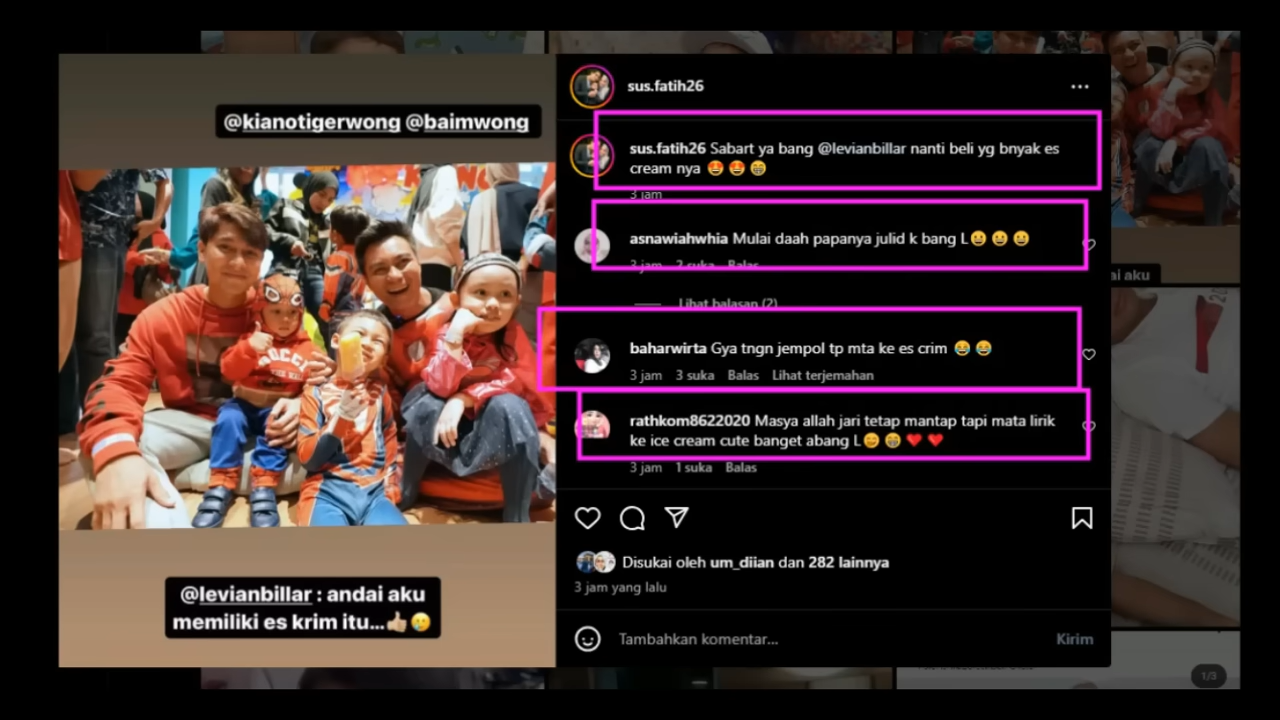 @kianotigerwong @baimwong
@levianbillar : andai aku
memiliki es krim itu...👍🏼🥲
sus.fatih26
sus.fatih26 Sabart ya bang @levianbillar nanti beli yg bnyak es
cream nya 😍😍😁
3 jam
asnawiahwhia Mulai daah papanya julid k bang L😀😀😀
3 jam 2 suka Balas
Lihat balasan (2)
baharwirta Gya tngn jempol tp mta ke es crim 😂😂
3 jam 3 suka Balas Lihat terjemahan
rathkom8622020 Masya allah jari tetap mantap tapi mata lirik
ke ice cream cute banget abang L😄😁❤️❤️
3 jam 1 suka Balas
Disukai oleh um_diian dan 282 lainnya
3 jam yang lalu
Tambahkan komentar...
Kirim
ai aku
1/3